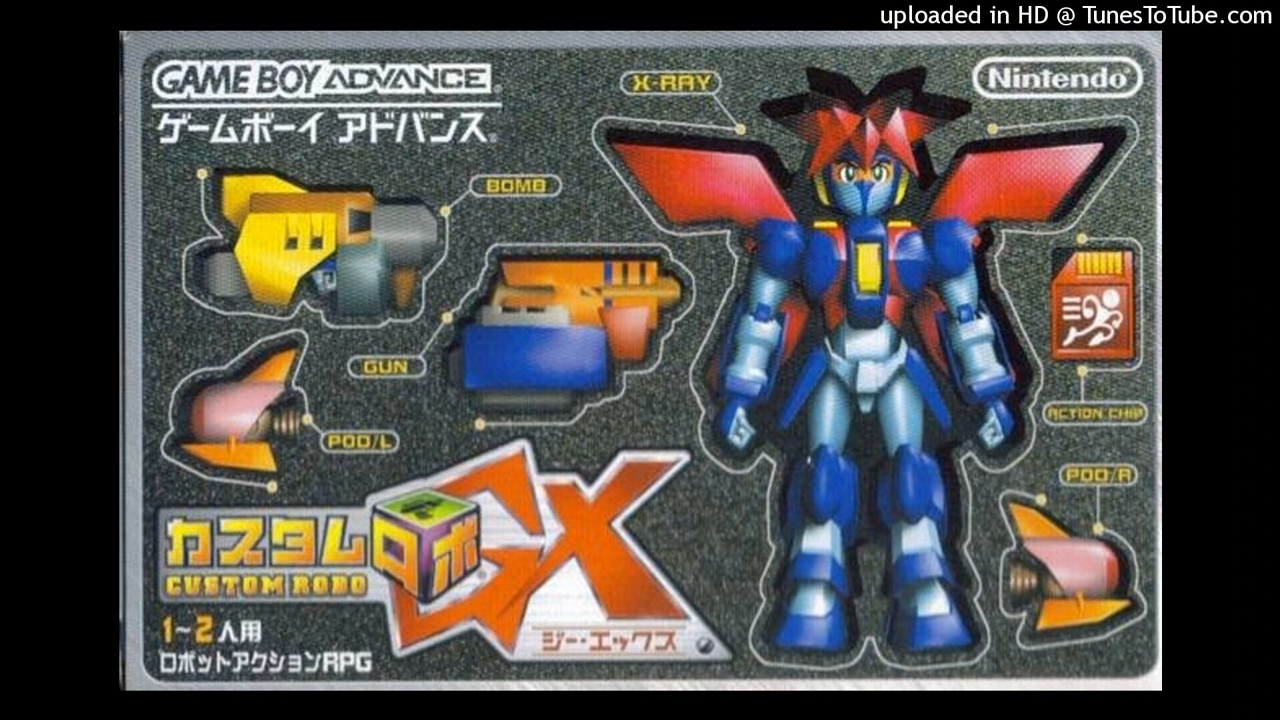 uploaded in HD @ TunesToTube.com
GAME BOY ADVANCE
ゲームボーイ アドバンス
X-RAY
Nintendo
BOMB
GUN
POD/L
ACTION CHIP
POD/R
カスタムロボ GX
CUSTOM ROBO
ジー・エックス
1~2人用
ロボットアクションRPG